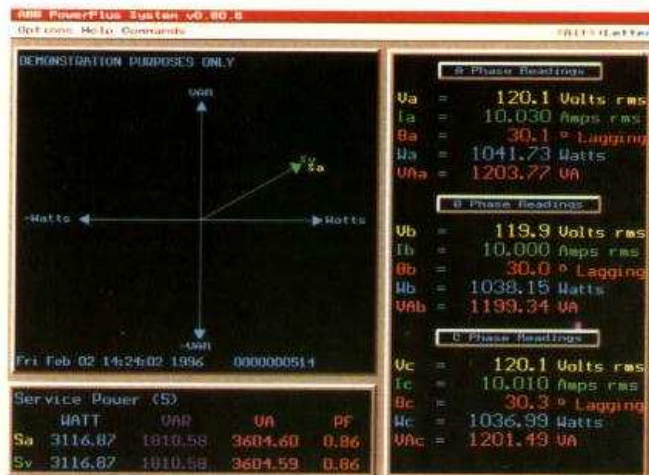 ABB PowerPlus System v0.80.6
Options Help Commands <Alt>+Letter
DEMONSTRATION PURPOSES ONLY
VAR
Sv
Sa
-Watts
Watts
-VAR
Fri Feb 02 14:24:02 1996 0000000514
Service Power (S)
WATT VAR VA PF
Sa 3116.87 1810.58 3604.60 0.86
Sv 3116.87 1810.58 3604.59 0.86
A Phase Readings
Va = 120.1 Volts rms
Ia = 10.030 Amps rms
θa = 30.1 ° Lagging
Wa = 1041.73 Watts
VAa = 1203.77 VA
B Phase Readings
Vb = 119.9 Volts rms
Ib = 10.000 Amps rms
θb = 30.0 ° Lagging
Wb = 1038.15 Watts
VAb = 1199.34 VA
C Phase Readings
Vc = 120.1 Volts rms
Ic = 10.010 Amps rms
θc = 30.3 ° Lagging
Wc = 1036.99 Watts
VAc = 1201.49 VA